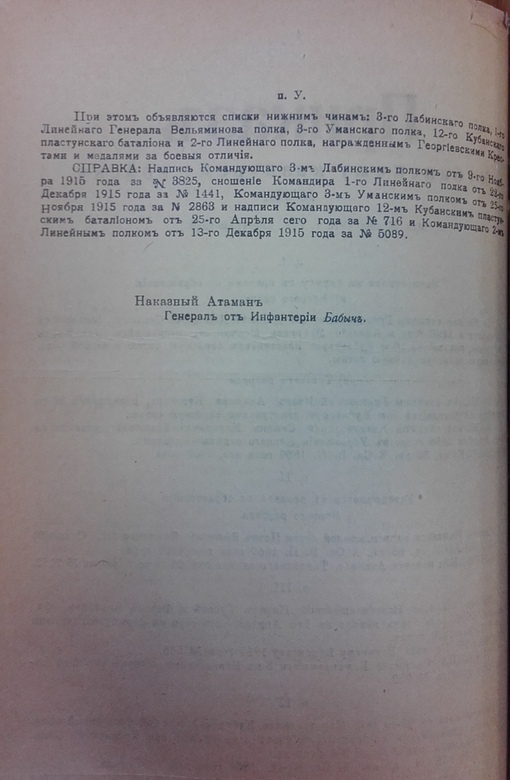 п. У.
При этомъ объявляются списки нижнимъ чинамъ: 3-го Лабинскаго полка, 1-го
Линейнаго Генерала Вельяминова полка, 3-го Уманскаго полка, 12-го Кубанскаго
пластунскаго баталіона и 2-го Линейнаго полка, награжденнымъ Георгіевскими Крес-
тами и медалями за боевыя отличія.
СПРАВКА: Надпись Командующаго 3-мъ Лабинскимъ полкомъ отъ 9-го Нояб-
ра 1915 года за № 3825, сношеніе Командира 1-го Линейнаго полка отъ
Декабря 1915 года за № 1441, Командующаго 3-мъ Уманскимъ полкомъ отъ 25-го
Ноября 1915 года за N 2863 и надписи Командующаго 12-мъ Кубанскимъ пластун-
скимъ баталіономъ отъ 25-го Апрѣля сего года за № 716 и Командующаго 2-мъ
Линейнымъ полкомъ отъ 13-го Декабря 1915 года за № 5089.
Наказный Атаманъ
Генералъ отъ Инфантеріи Бабычъ.